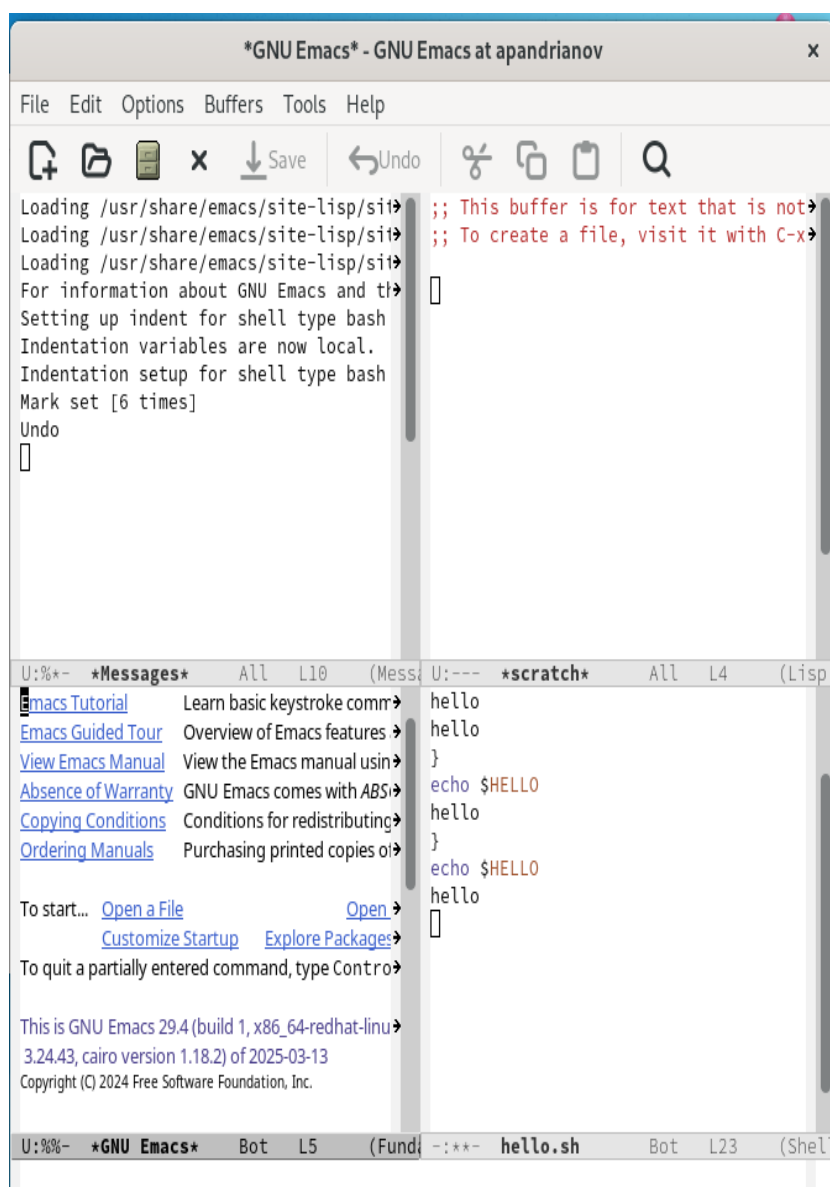 *GNU Emacs* - GNU Emacs at apandrianov
File Edit Options Buffers Tools Help
Save Undo
Loading /usr/share/emacs/site-lisp/sit
Loading /usr/share/emacs/site-lisp/sit
Loading /usr/share/emacs/site-lisp/sit
For information about GNU Emacs and th
Setting up indent for shell type bash
Indentation variables are now local.
Indentation setup for shell type bash
Mark set [6 times]
Undo
U:%*- *Messages* All L10 (Messa
;; This buffer is for text that is not
;; To create a file, visit it with C-x
U:--- *scratch* All L4 (Lisp
Emacs Tutorial Learn basic keystroke comm
Emacs Guided Tour Overview of Emacs features
View Emacs Manual View the Emacs manual usin
Absence of Warranty GNU Emacs comes with ABS
Copying Conditions Conditions for redistributing
Ordering Manuals Purchasing printed copies of
To start... Open a File Open
Customize Startup Explore Packages
To quit a partially entered command, type Contro
This is GNU Emacs 29.4 (build 1, x86_64-redhat-linu
3.24.43, cairo version 1.18.2) of 2025-03-13
Copyright (C) 2024 Free Software Foundation, Inc.
U:%%- *GNU Emacs* Bot L5 (Funda
hello
hello
}
echo $HELLO
hello
}
echo $HELLO
hello
-:**- hello.sh Bot L23 (Shell